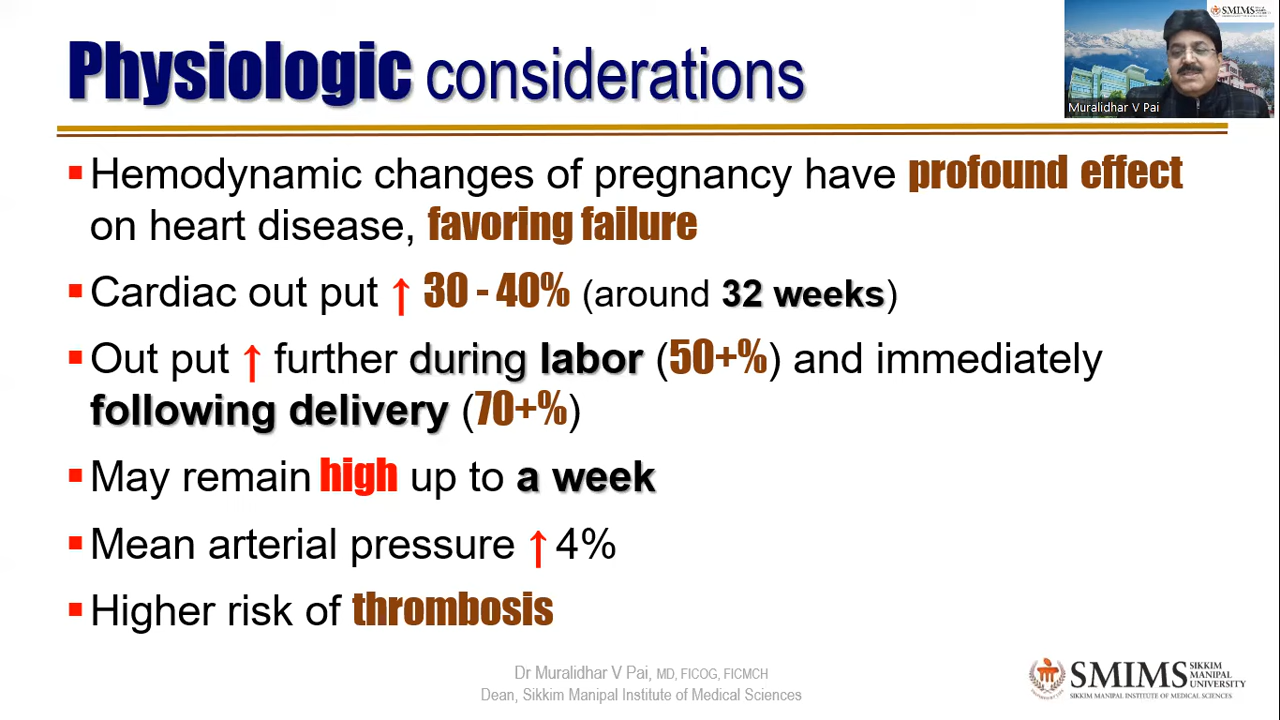 Physiologic considerations
SMIMS
Muralidhar V Pai
Hemodynamic changes of pregnancy have profound effect
on heart disease, favoring failure
Cardiac out put ↑ 30 - 40% (around 32 weeks)
Out put ↑ further during labor (50+%) and immediately
following delivery (70+%)
May remain high up to a week
Mean arterial pressure ↑ 4%
Higher risk of thrombosis
Dr Muralidhar V Pai, MD, FICOG, FICMCH
Dean, Sikkim Manipal Institute of Medical Sciences
SMIMS SIKKIM
MANIPAL
UNIVERSITY
SIKKIM MANIPAL INSTITUTE OF MEDICAL SCIENCES